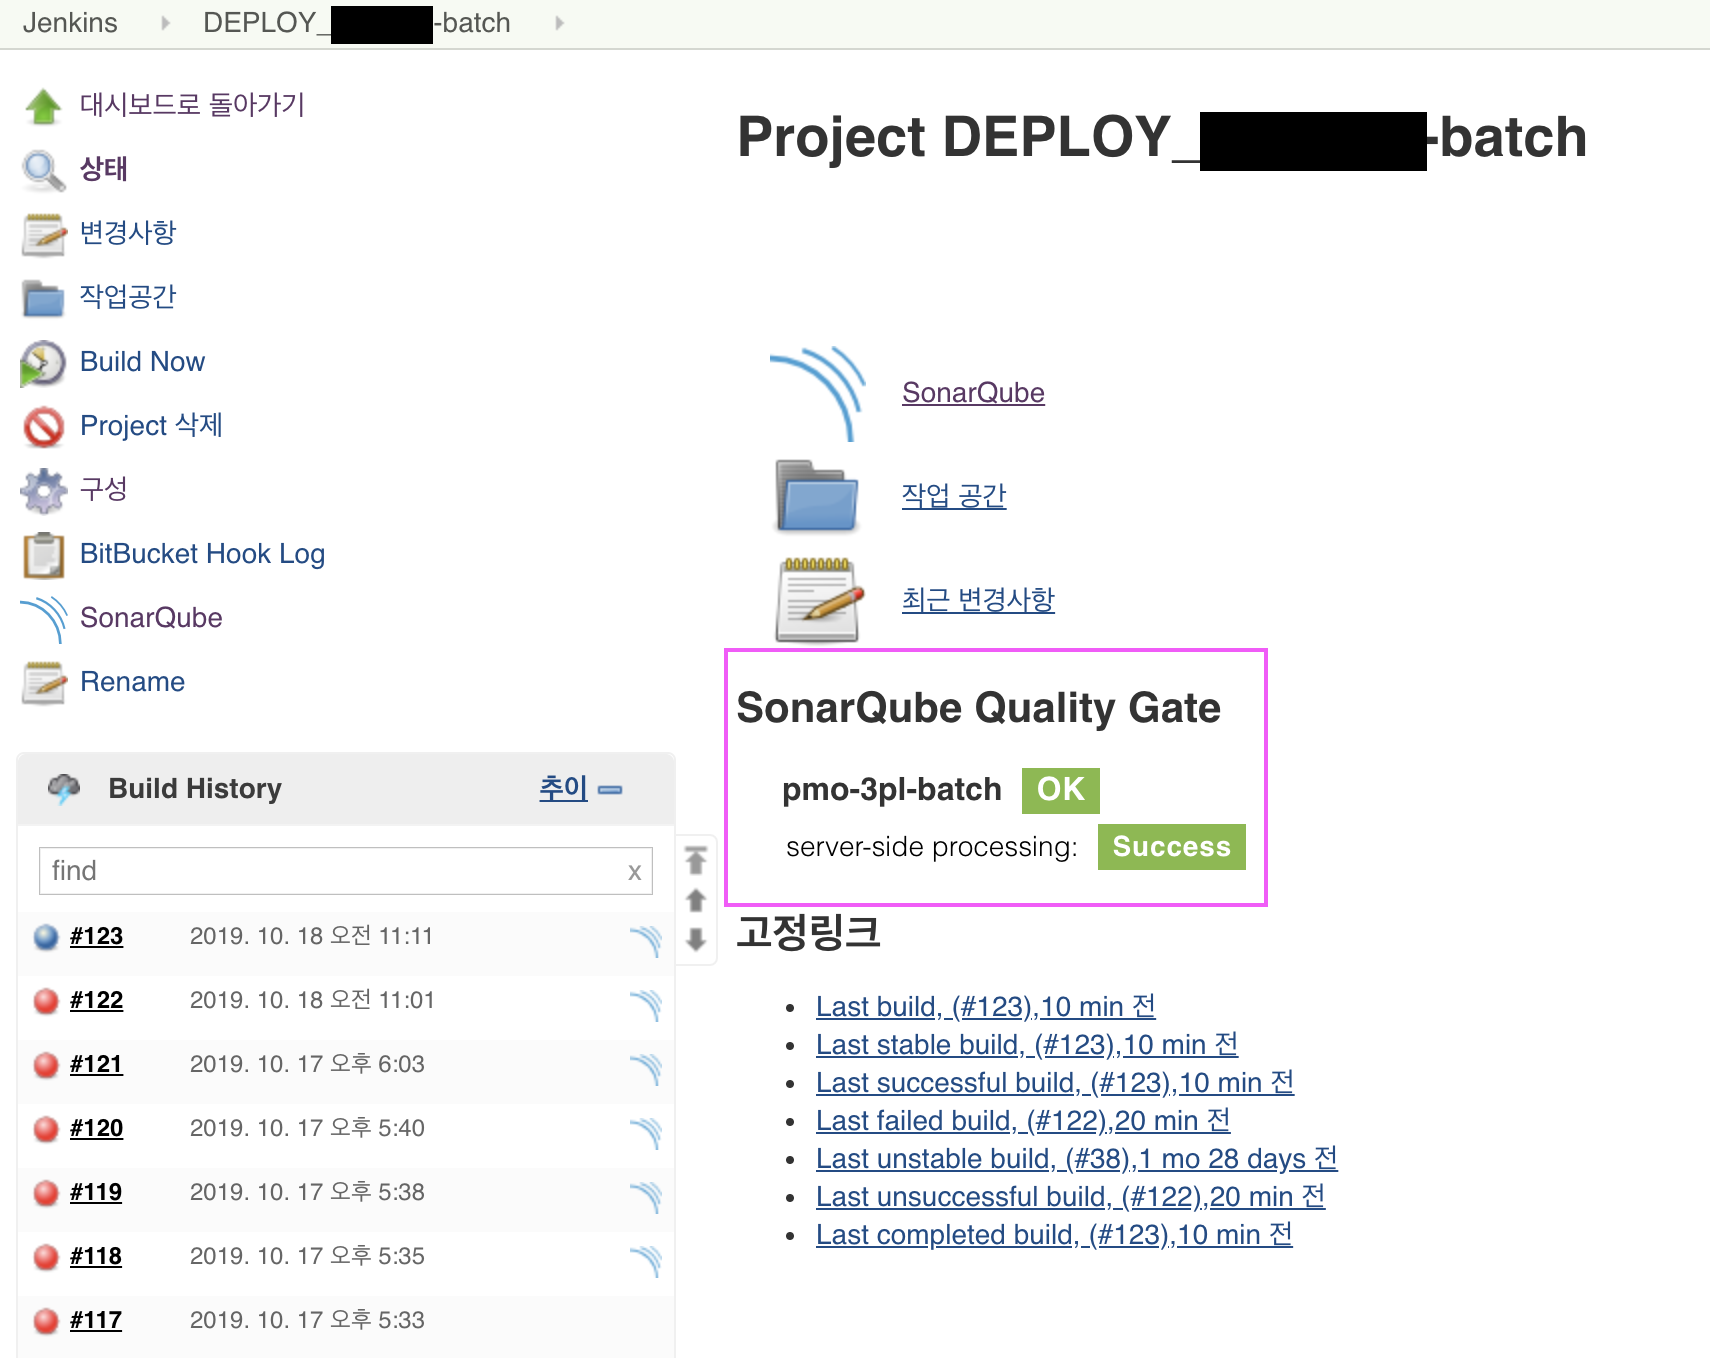 Jenkins DEPLOY_ -batch
대시보드로 돌아가기
상태
변경사항
작업공간
Build Now
Project 삭제
구성
BitBucket Hook Log
SonarQube
Rename
Build History 추이
find x
#123 2019. 10. 18 오전 11:11
#122 2019. 10. 18 오전 11:01
#121 2019. 10. 17 오후 6:03
#120 2019. 10. 17 오후 5:40
#119 2019. 10. 17 오후 5:38
#118 2019. 10. 17 오후 5:35
#117 2019. 10. 17 오후 5:33
Project DEPLOY_ -batch
SonarQube
작업 공간
최근 변경사항
SonarQube Quality Gate
pmo-3pl-batch OK
server-side processing: Success
고정링크
Last build, (#123),10 min 전
Last stable build, (#123),10 min 전
Last successful build, (#123),10 min 전
Last failed build, (#122),20 min 전
Last unstable build, (#38),1 mo 28 days 전
Last unsuccessful build, (#122),20 min 전
Last completed build, (#123),10 min 전